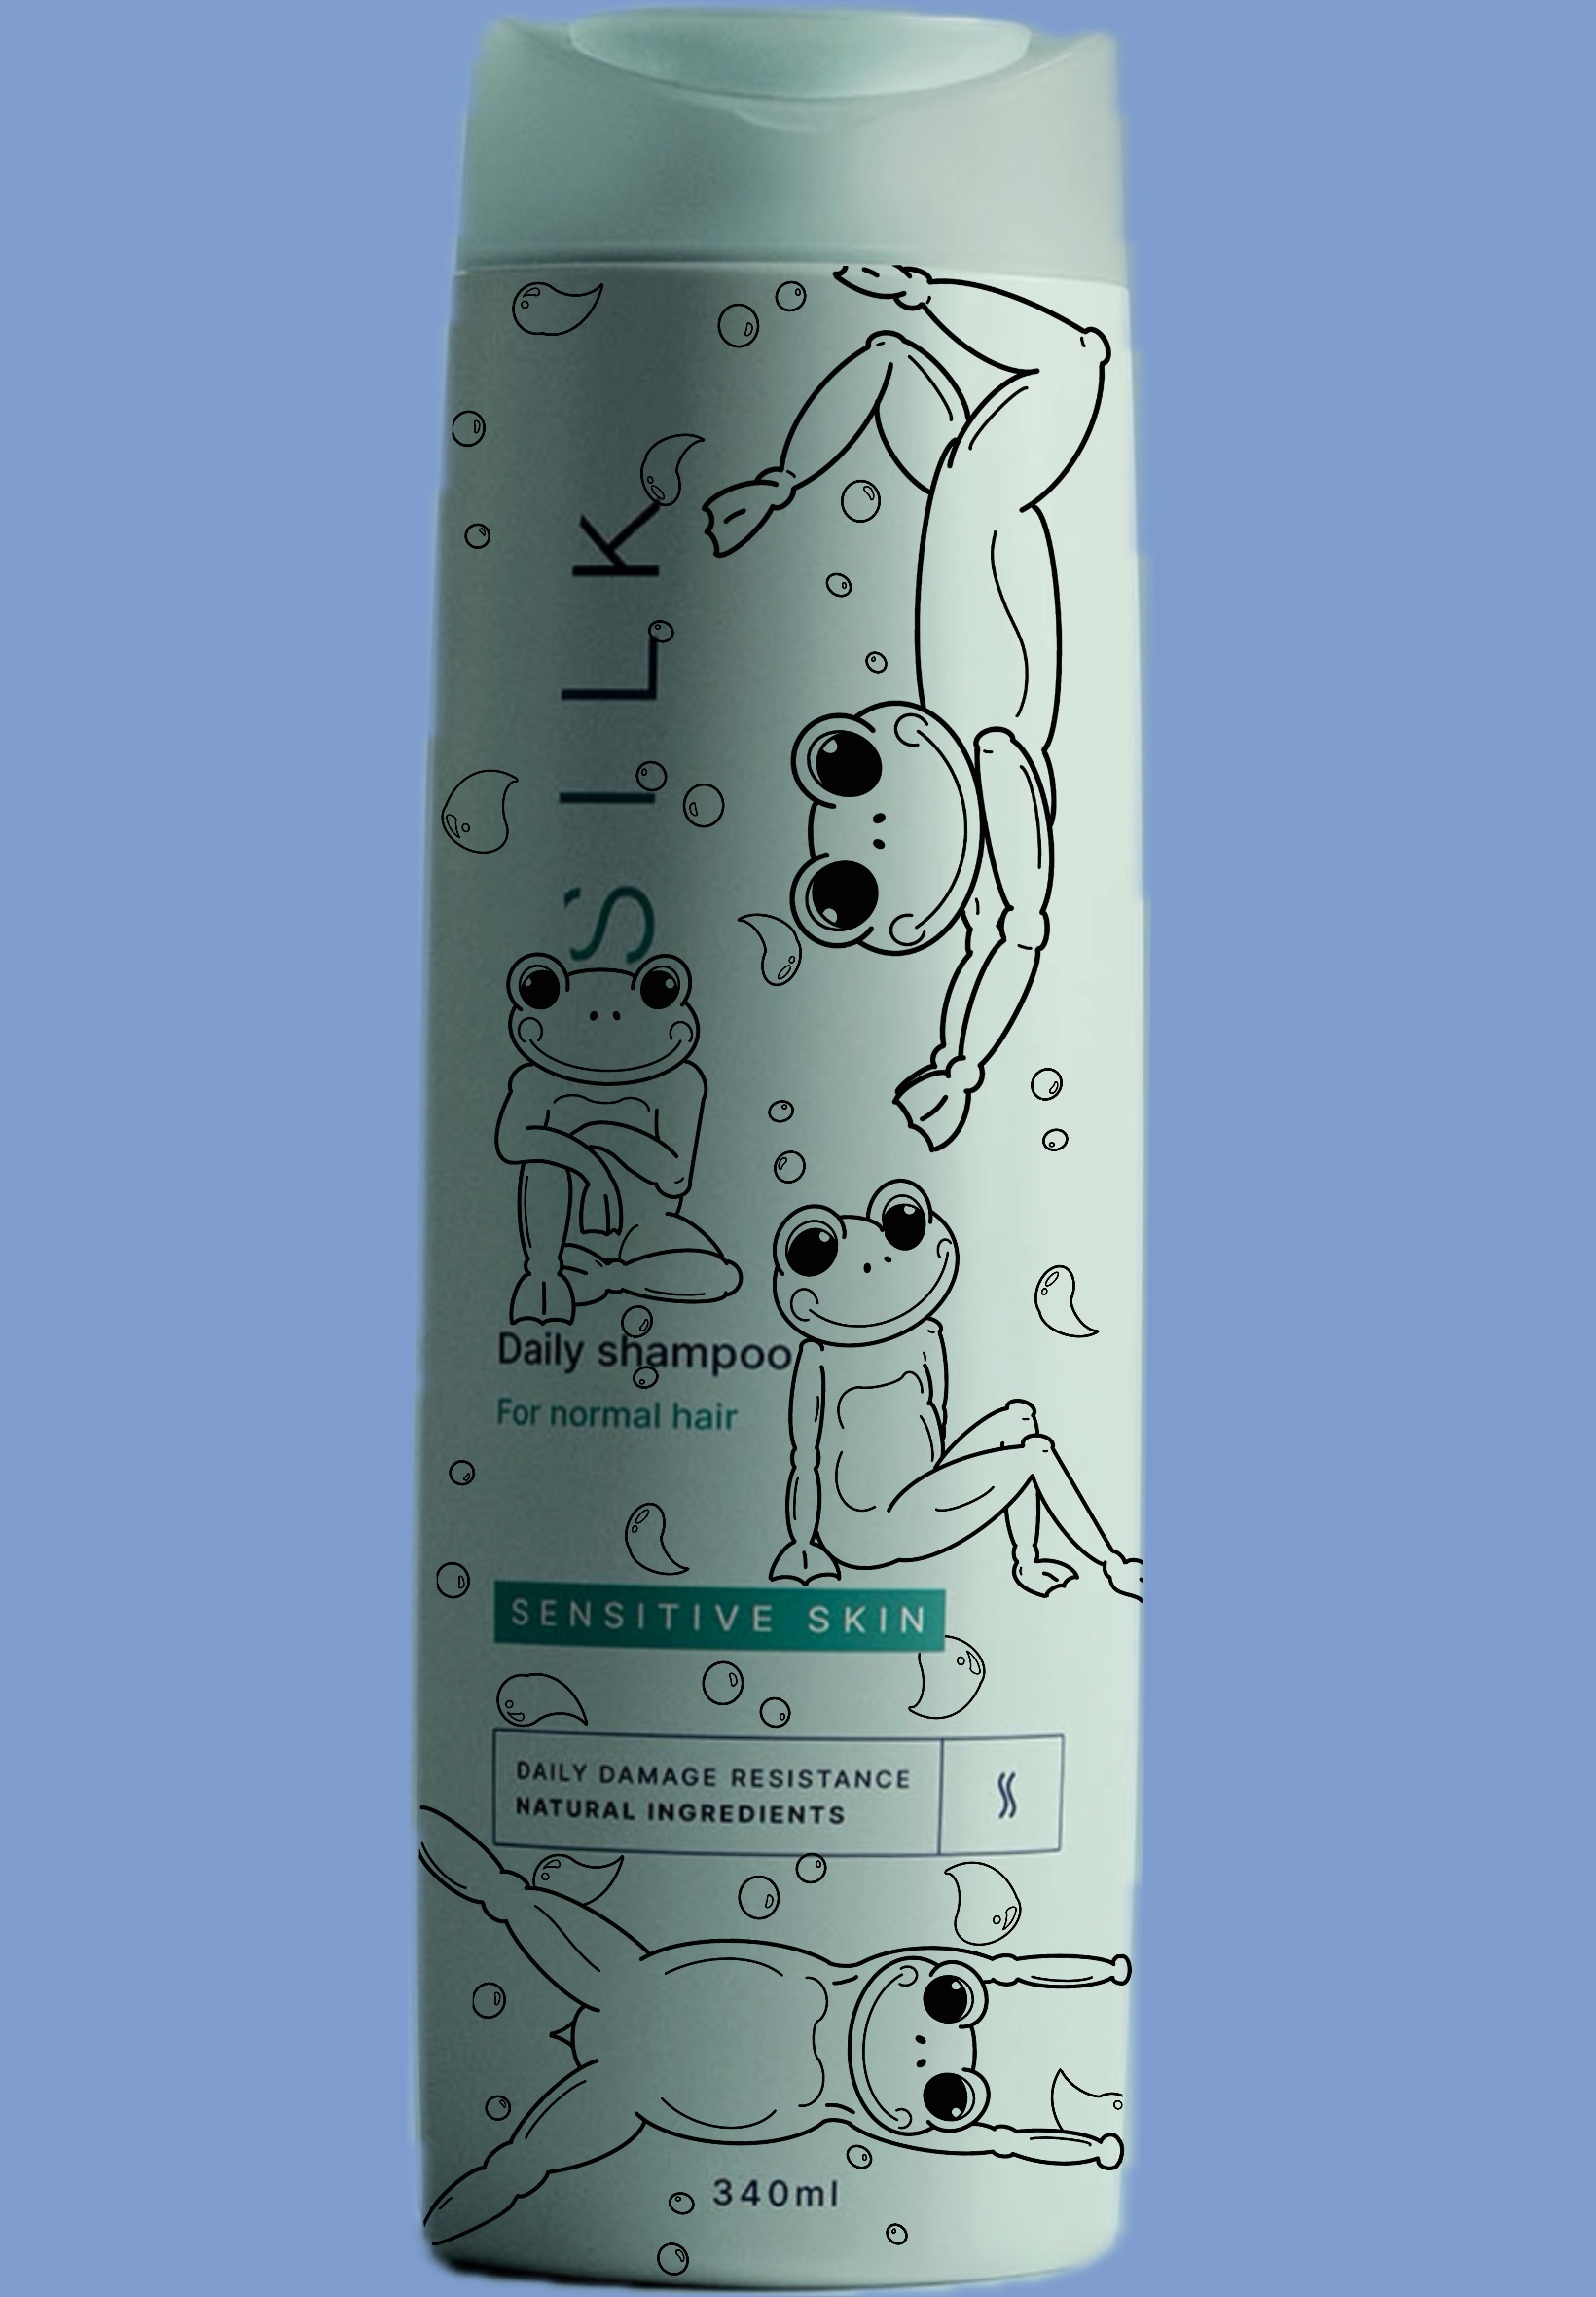 SILK
Daily shampoo
For normal hair
SENSITIVE SKIN
DAILY DAMAGE RESISTANCE
NATURAL INGREDIENTS
340ml